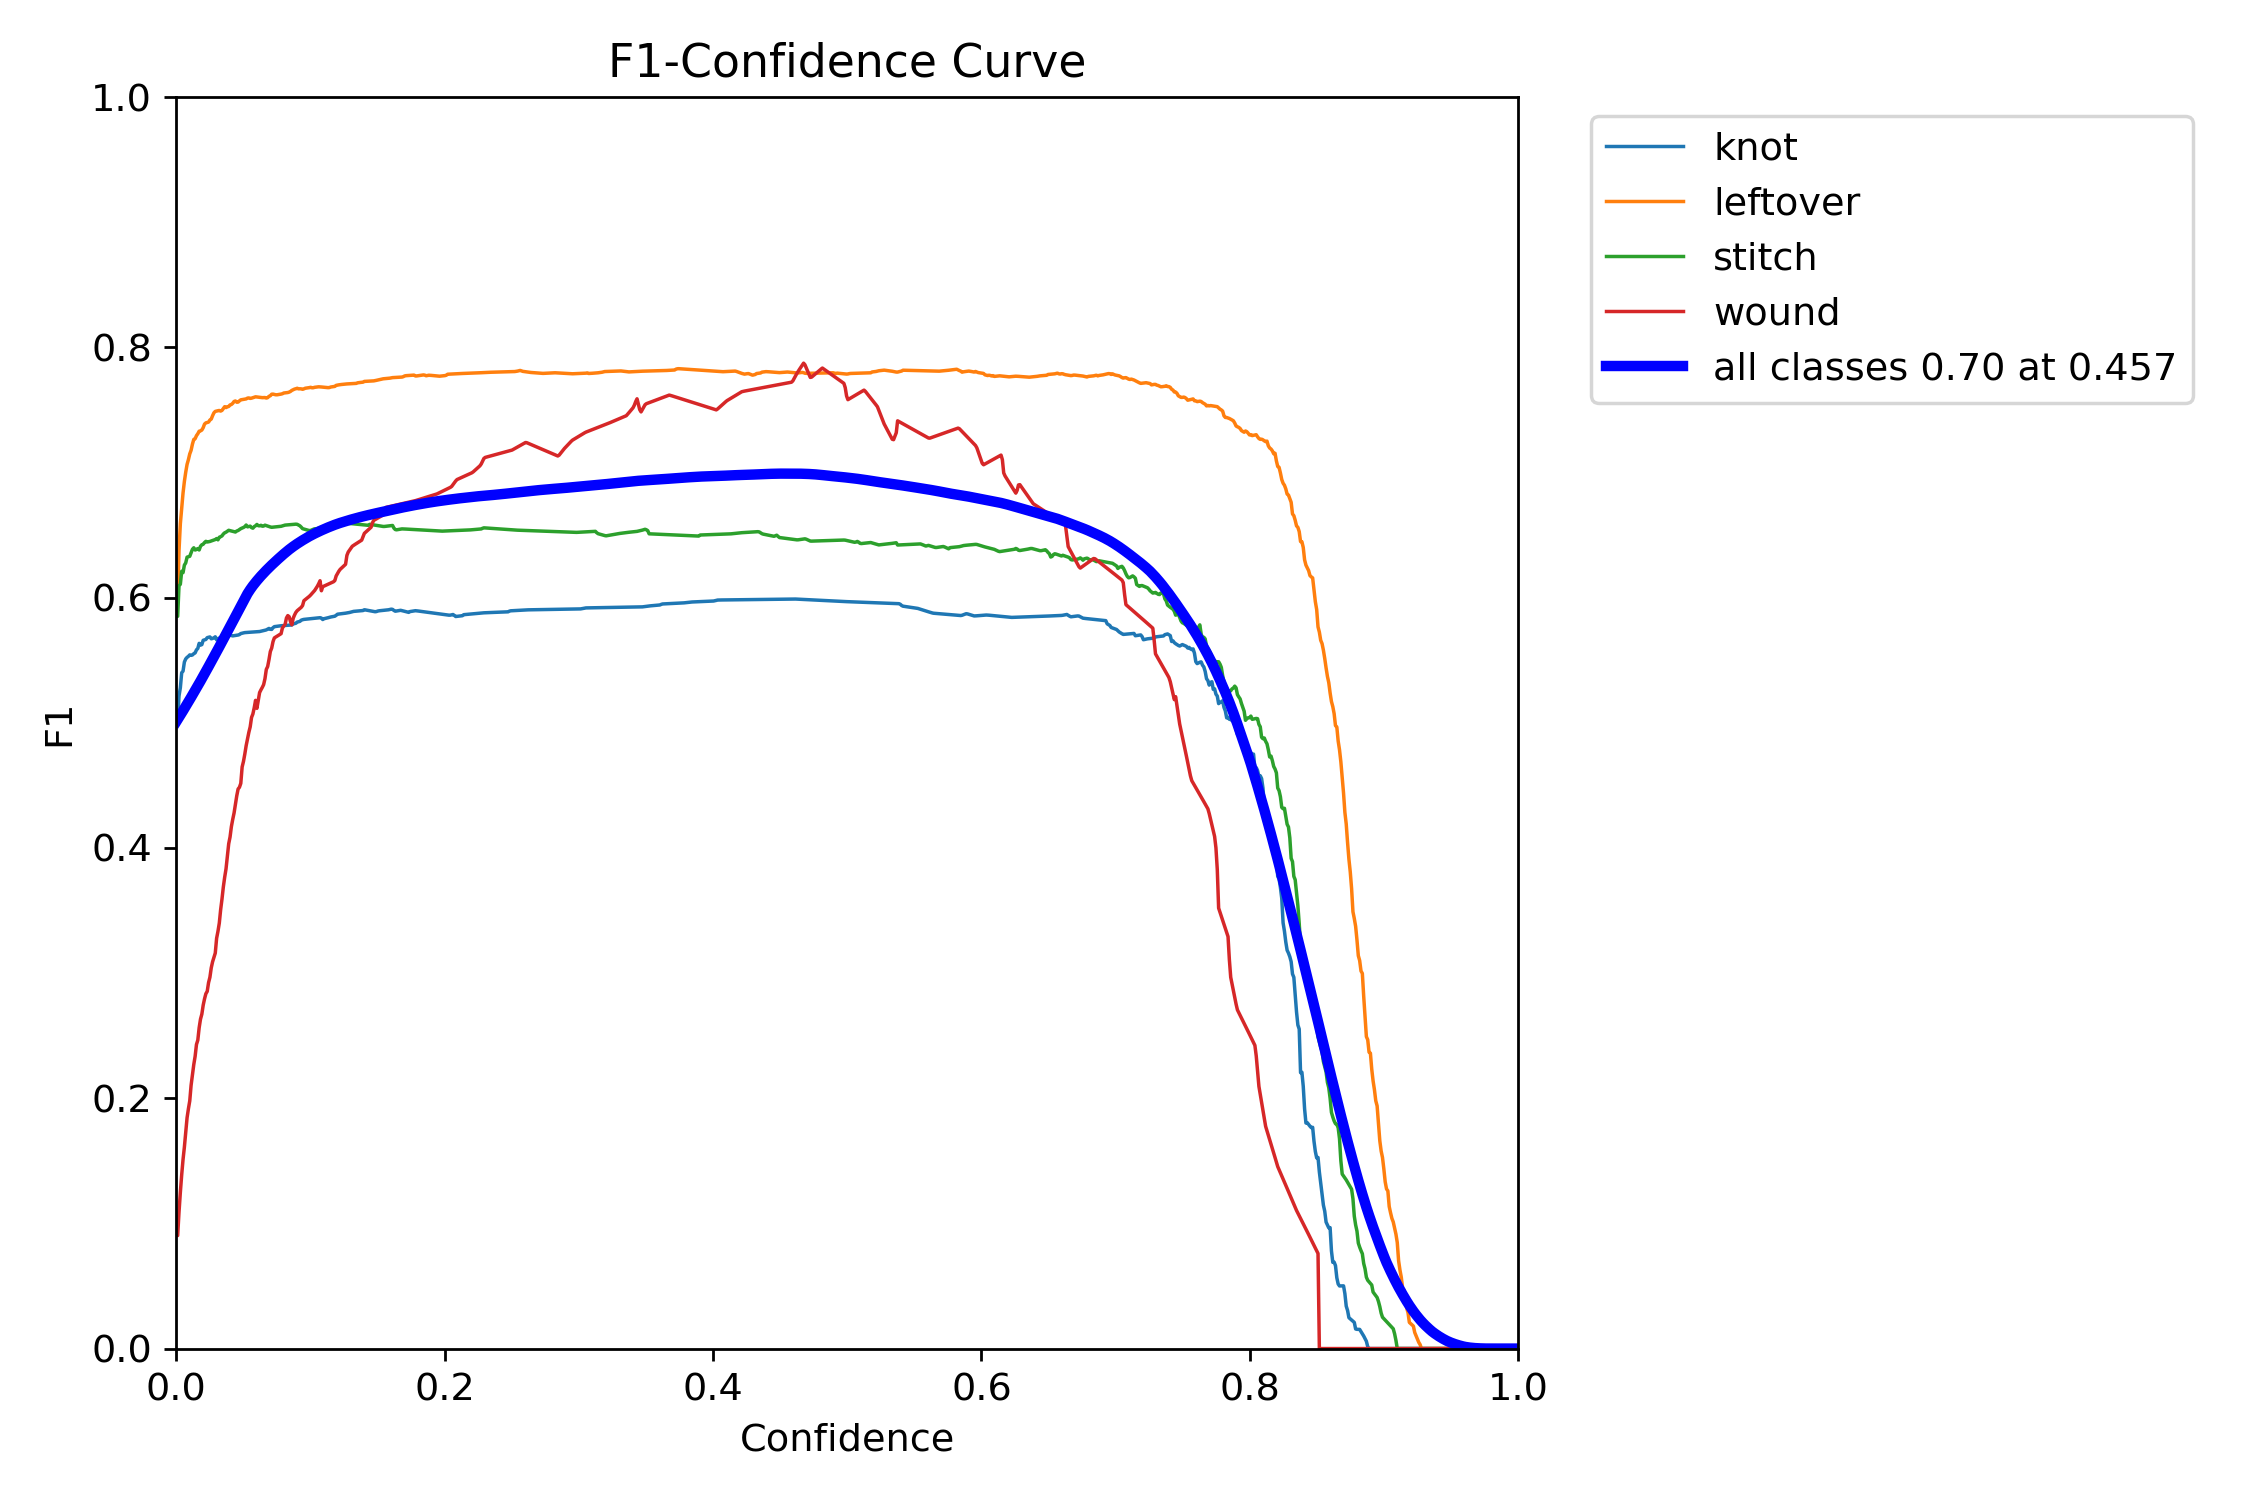 F1-Confidence Curve
1.0
0.8
0.6
0.4
0.2
0.0
F1
0.0 0.2 0.4 0.6 0.8 1.0
Confidence
knot
leftover
stitch
wound
all classes 0.70 at 0.457